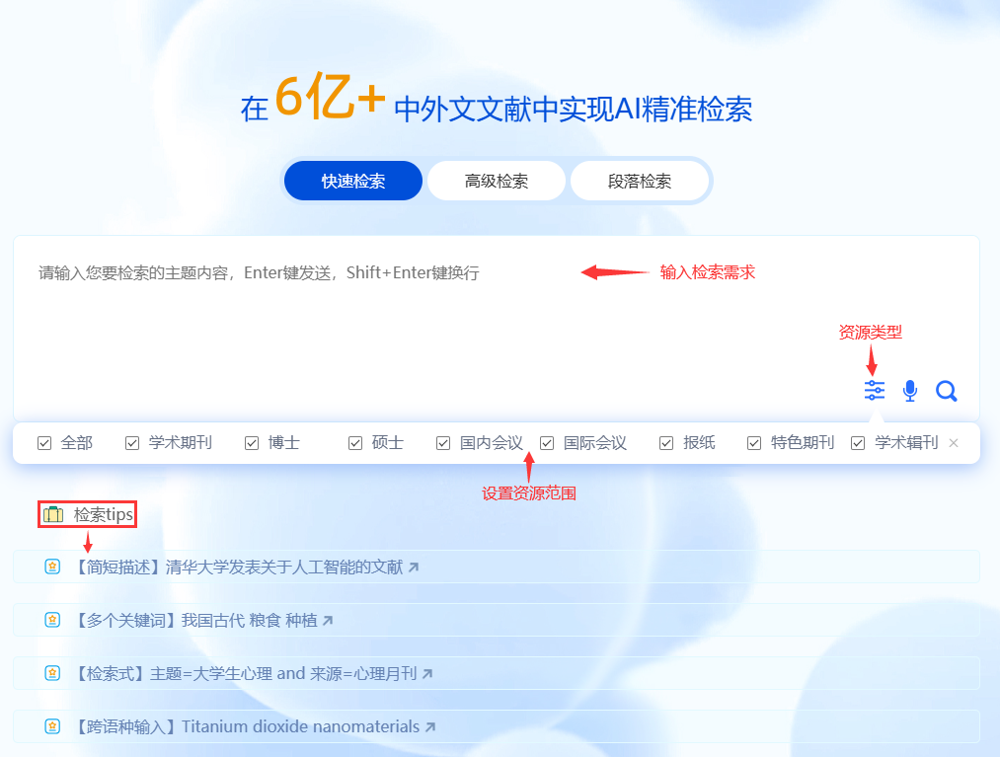 在 6亿+ 中外文文献中实现AI精准检索
快速检索 高级检索 段落检索
请输入您要检索的主题内容，Enter键发送，Shift+Enter键换行
输入检索需求
资源类型
全部 学术期刊 博士 硕士 国内会议 国际会议 报纸 特色期刊 学术辑刊 ×
设置资源范围
检索tips
【简短描述】清华大学发表关于人工智能的文献
【多个关键词】我国古代 粮食 种植
【检索式】主题=大学生心理 and 来源=心理月刊
【跨语种输入】Titanium dioxide nanomaterials